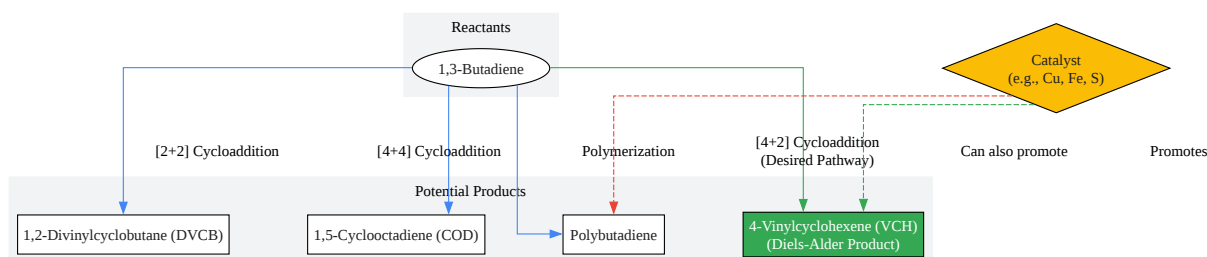 Reactants
1,3-Butadiene
Catalyst
(e.g., Cu, Fe, S)
[2+2] Cycloaddition
[4+4] Cycloaddition
Polymerization
[4+2] Cycloaddition
(Desired Pathway)
Can also promote
Promotes
Potential Products
1,2-Divinylcyclobutane (DVCB)
1,5-Cyclooctadiene (COD)
Polybutadiene
4-Vinylcyclohexene (VCH)
(Diels-Alder Product)